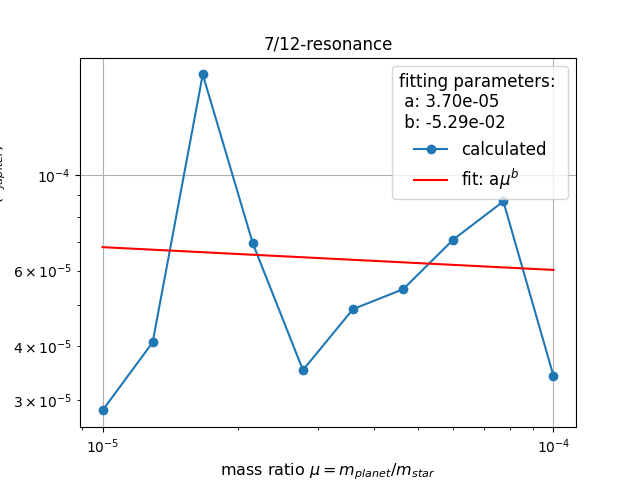 7/12-resonance
fitting parameters:
a: 3.70e-05
b: -5.29e-02
calculated
fit: aμ^b
10^-4
6 × 10^-5
4 × 10^-5
3 × 10^-5
10^-5
10^-4
mass ratio μ = m_planet/m_star